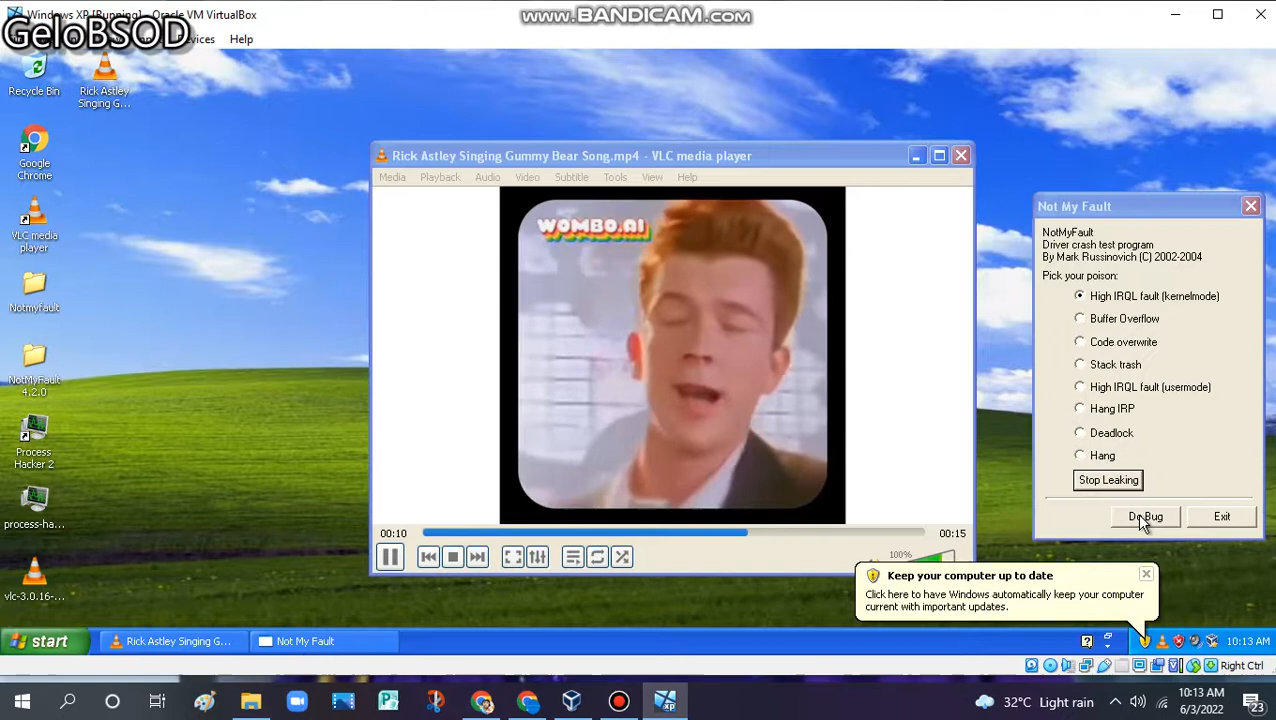 Windows XP [Running] - Oracle VM VirtualBox
www.BANDICAM.com
GeloBSOD
Devices
Help
Recycle Bin
Rick Astley
Singing G...
Google
Chrome
VLC media
player
Notmyfault
NotMyFault
4.2.0
Process
Hacker 2
process-ha...
vlc-3.0.16-...
Rick Astley Singing Gummy Bear Song.mp4 - VLC media player
Media
Playback
Audio
Video
Subtitle
Tools
View
Help
WOMBO.AI
00:10
00:15
100%
Not My Fault
NotMyFault
Driver crash test program
By Mark Russinovich (C) 2002-2004
Pick your poison:
High IRQL fault (kernelmode)
Buffer Overflow
Code overwrite
Stack trash
High IRQL fault (usermode)
Hang IRP
Deadlock
Hang
Stop Leaking
Do Bug
Exit
Keep your computer up to date
Click here to have Windows automatically keep your computer
current with important updates.
start
Rick Astley Singing G...
Not My Fault
10:13 AM
Right Ctrl
32°C Light rain
10:13 AM
6/3/2022
23